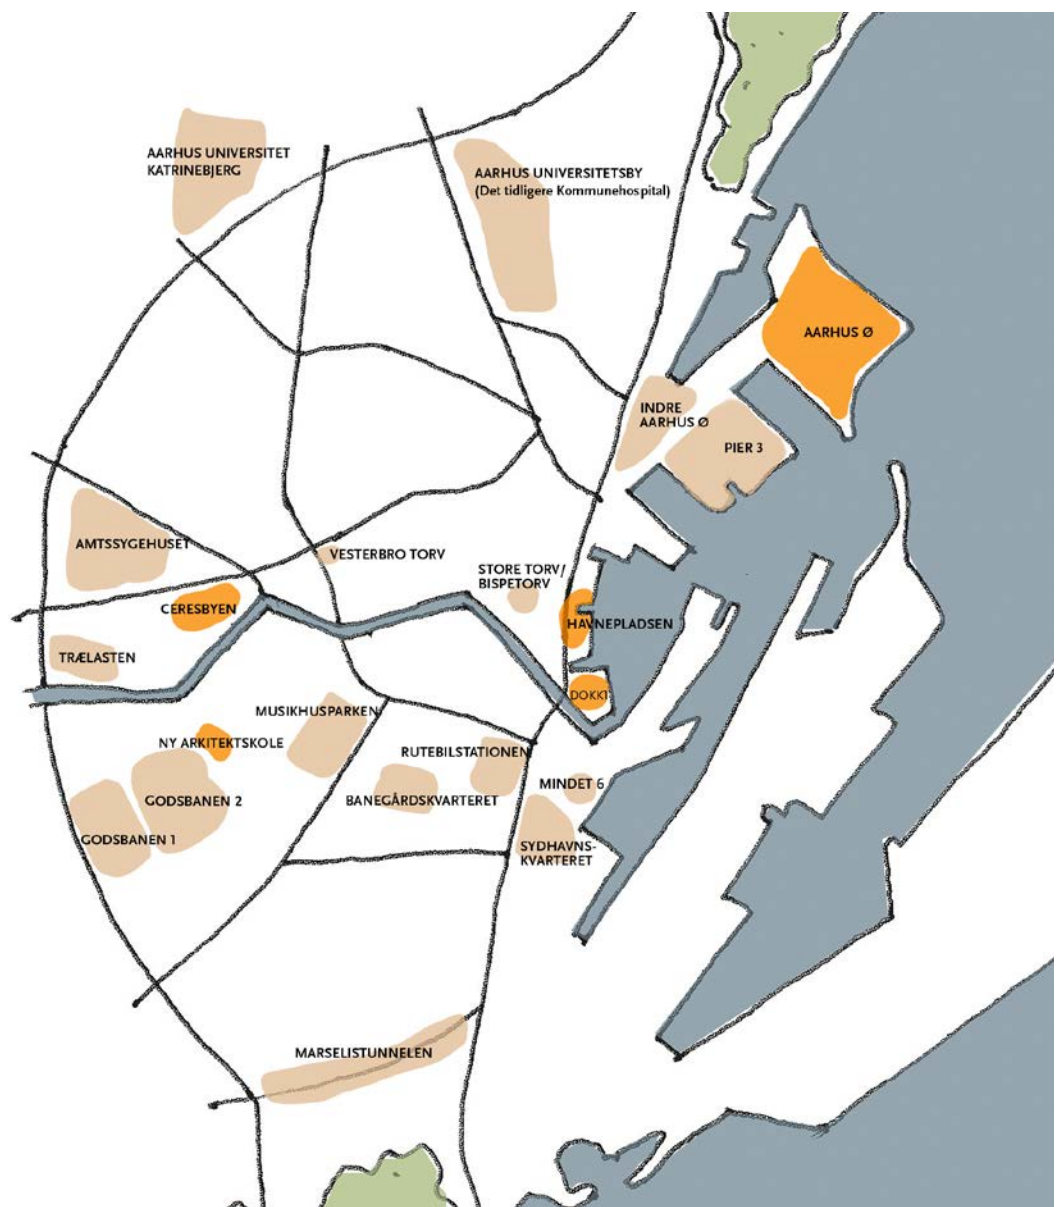 AARHUS UNIVERSITET
KATRINEBJERG
AARHUS UNIVERSITETSBY
(Det tidligere Kommunehospital)
AARHUS Ø
INDRE
AARHUS Ø
PIER 3
AMTSSYGEHUSET
VESTERBRO TORV
STORE TORV/
BISPETORV
CERESBYEN
HAVNEPLADSEN
TRÆLASTEN
DOKK1
MUSIKHUSPARKEN
NY ARKITEKTSKOLE
RUTEBILSTATIONEN
GODSBANEN 2
BANEGÅRDSKVARTERET
MINDET 6
GODSBANEN 1
SYDHAVNS-
KVARTERET
MARSELISTUNNELEN